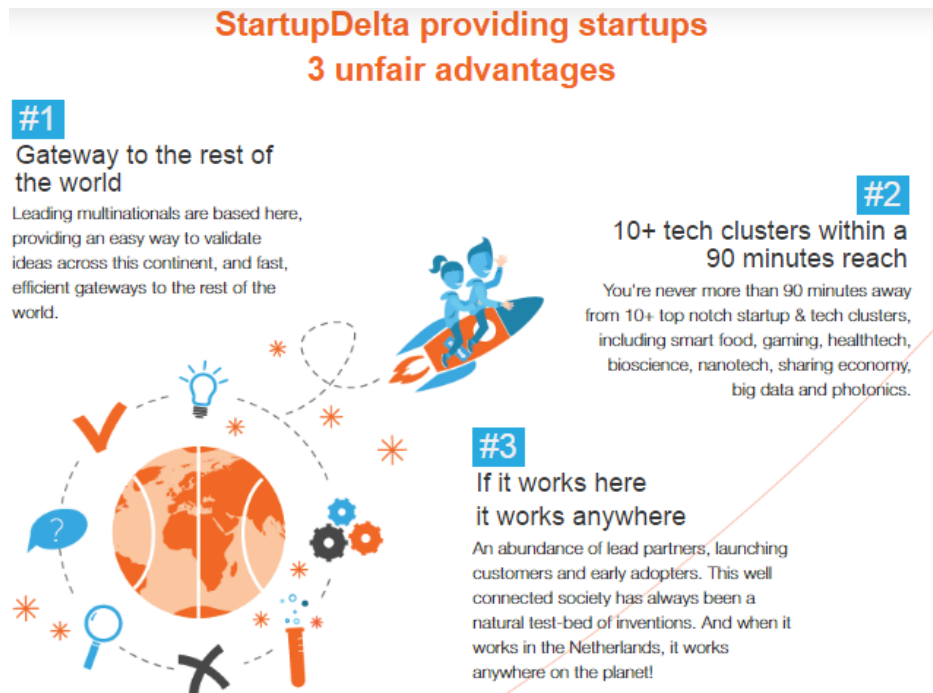 StartupDelta providing startups
3 unfair advantages
#1
Gateway to the rest of
the world
Leading multinationals are based here,
providing an easy way to validate
ideas across this continent, and fast,
efficient gateways to the rest of the
world.
#2
10+ tech clusters within a
90 minutes reach
You're never more than 90 minutes away
from 10+ top notch startup & tech clusters,
including smart food, gaming, healthtech,
bioscience, nanotech, sharing economy,
big data and photonics.
?
#3
If it works here
it works anywhere
An abundance of lead partners, launching
customers and early adopters. This well
connected society has always been a
natural test-bed of inventions. And when it
works in the Netherlands, it works
anywhere on the planet!